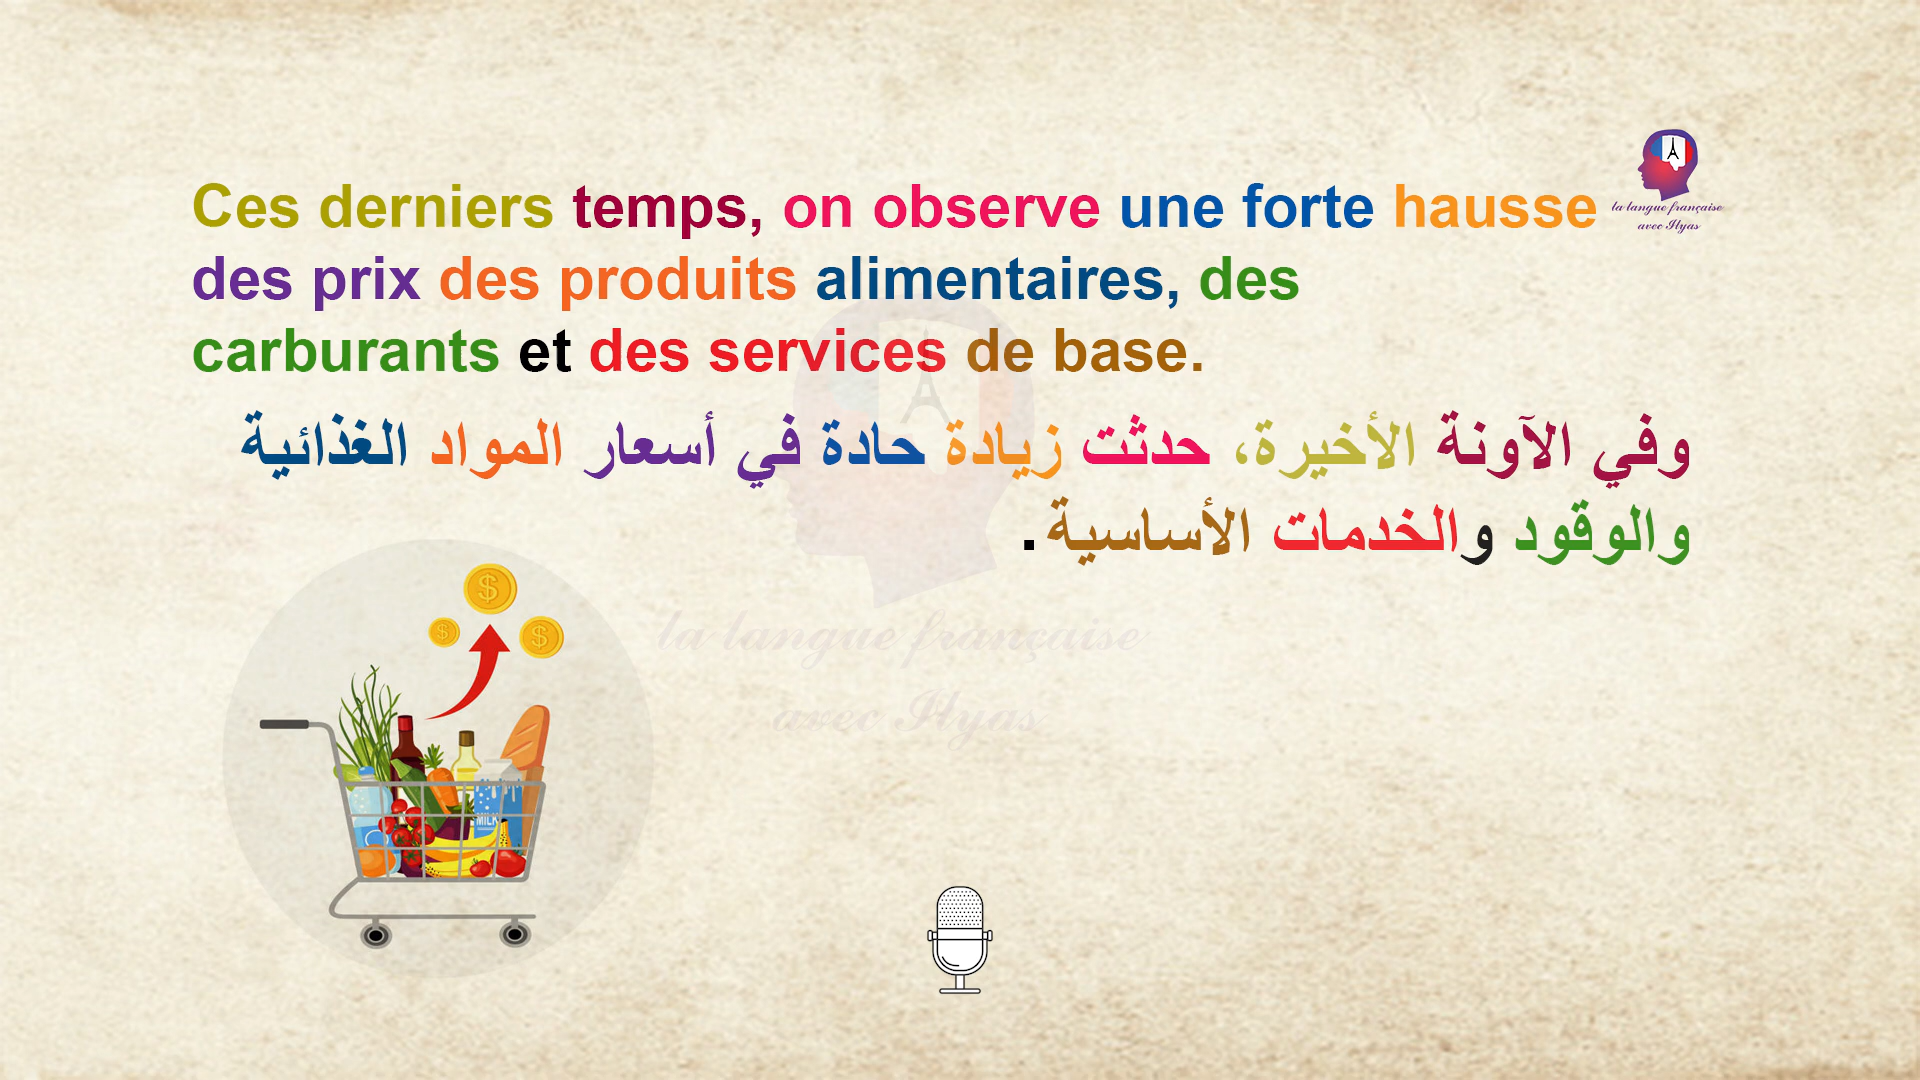 Ces derniers temps, on observe une forte hausse
des prix des produits alimentaires, des
carburants et des services de base.
وفي الآونة الأخيرة، حدثت زيادة حادة في أسعار المواد الغذائية
والوقود والخدمات الأساسية.
la langue française
avec Ilyas
la langue française
avec Ilyas
MILK